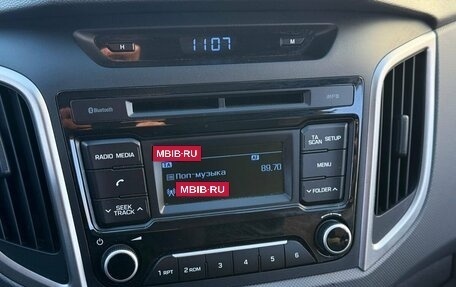 H
1107
M
Bluetooth
MP3
RADIO
MEDIA
MBIB-RU
TA
AF
Поп-музыка
89.70
MBIB-RU
TA
SCAN
SETUP
MENU
SEEK
TRACK
FOLDER
1 RPT
2 RDM
3
4
5
6